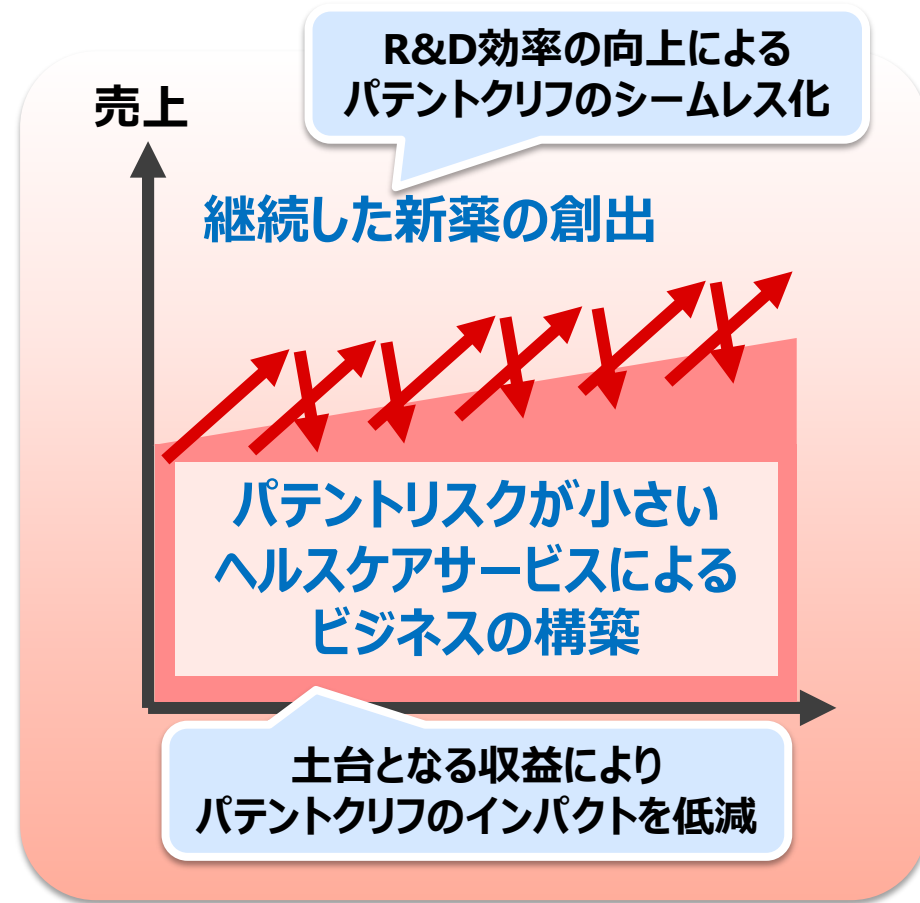 R&D効率の向上による
パテントクリフのシームレス化
売上
継続した新薬の創出
パテントリスクが小さい
ヘルスケアサービスによる
ビジネスの構築
土台となる収益により
パテントクリフのインパクトを低減